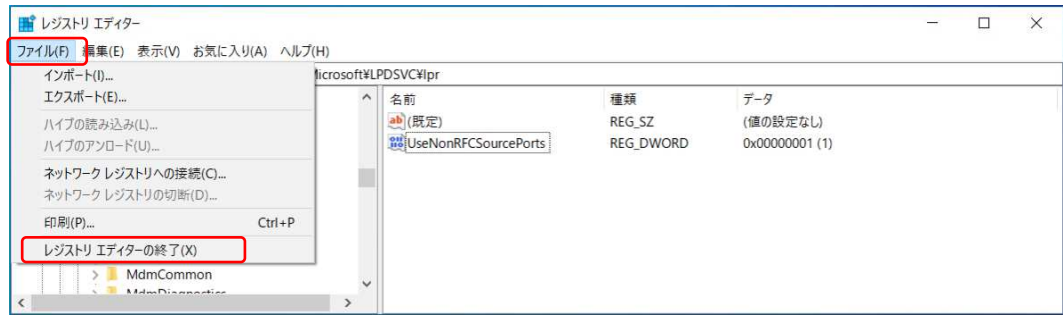 レジストリ エディター
ファイル(F) 編集(E) 表示(V) お気に入り(A) ヘルプ(H)
Microsoft¥LPDSVC¥lpr
インポート(I)...
エクスポート(E)...
ハイブの読み込み(L)...
ハイブのアンロード(U)...
ネットワーク レジストリへの接続(C)...
ネットワーク レジストリの切断(D)...
印刷(P)... Ctrl+P
レジストリ エディターの終了(X)
MdmCommon
MdmDiagnostics
名前 種類 データ
(既定) REG_SZ (値の設定なし)
UseNonRFCSourcePorts REG_DWORD 0x00000001 (1)